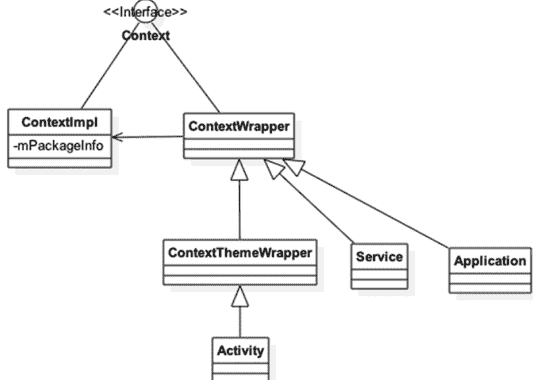 <<Interface>>
Context
ContextImpl
-mPackageInfo
ContextWrapper
ContextThemeWrapper
Service
Application
Activity